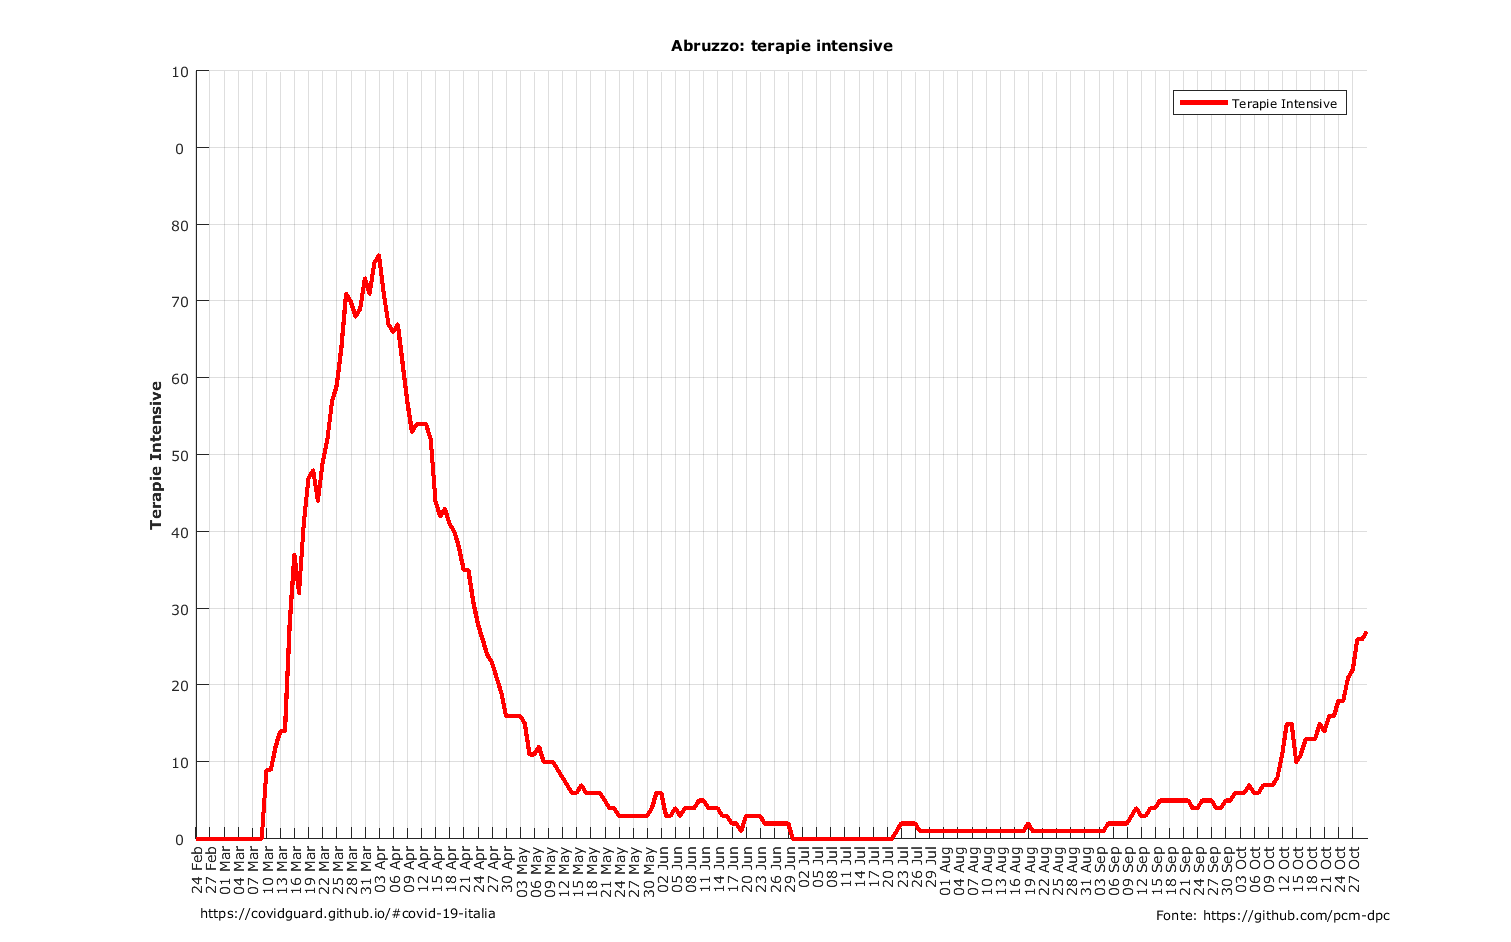 Abruzzo: terapie intensive
Terapie Intensive
10
0
80
70
60
50
40
30
20
10
0
Terapie Intensive
24 Feb
27 Feb
01 Mar
04 Mar
07 Mar
10 Mar
13 Mar
16 Mar
19 Mar
22 Mar
25 Mar
28 Mar
31 Mar
03 Apr
06 Apr
09 Apr
12 Apr
15 Apr
18 Apr
21 Apr
24 Apr
27 Apr
30 Apr
03 May
06 May
09 May
12 May
15 May
18 May
21 May
24 May
27 May
30 May
02 Jun
05 Jun
08 Jun
11 Jun
14 Jun
17 Jun
20 Jun
23 Jun
26 Jun
29 Jun
02 Jul
05 Jul
08 Jul
11 Jul
14 Jul
17 Jul
20 Jul
23 Jul
26 Jul
29 Jul
01 Aug
04 Aug
07 Aug
10 Aug
13 Aug
16 Aug
19 Aug
22 Aug
25 Aug
28 Aug
31 Aug
03 Sep
06 Sep
09 Sep
12 Sep
15 Sep
18 Sep
21 Sep
24 Sep
27 Sep
30 Sep
03 Oct
06 Oct
09 Oct
12 Oct
15 Oct
18 Oct
21 Oct
24 Oct
27 Oct
https://covidguard.github.io/#covid-19-italia
Fonte: https://github.com/pcm-dpc